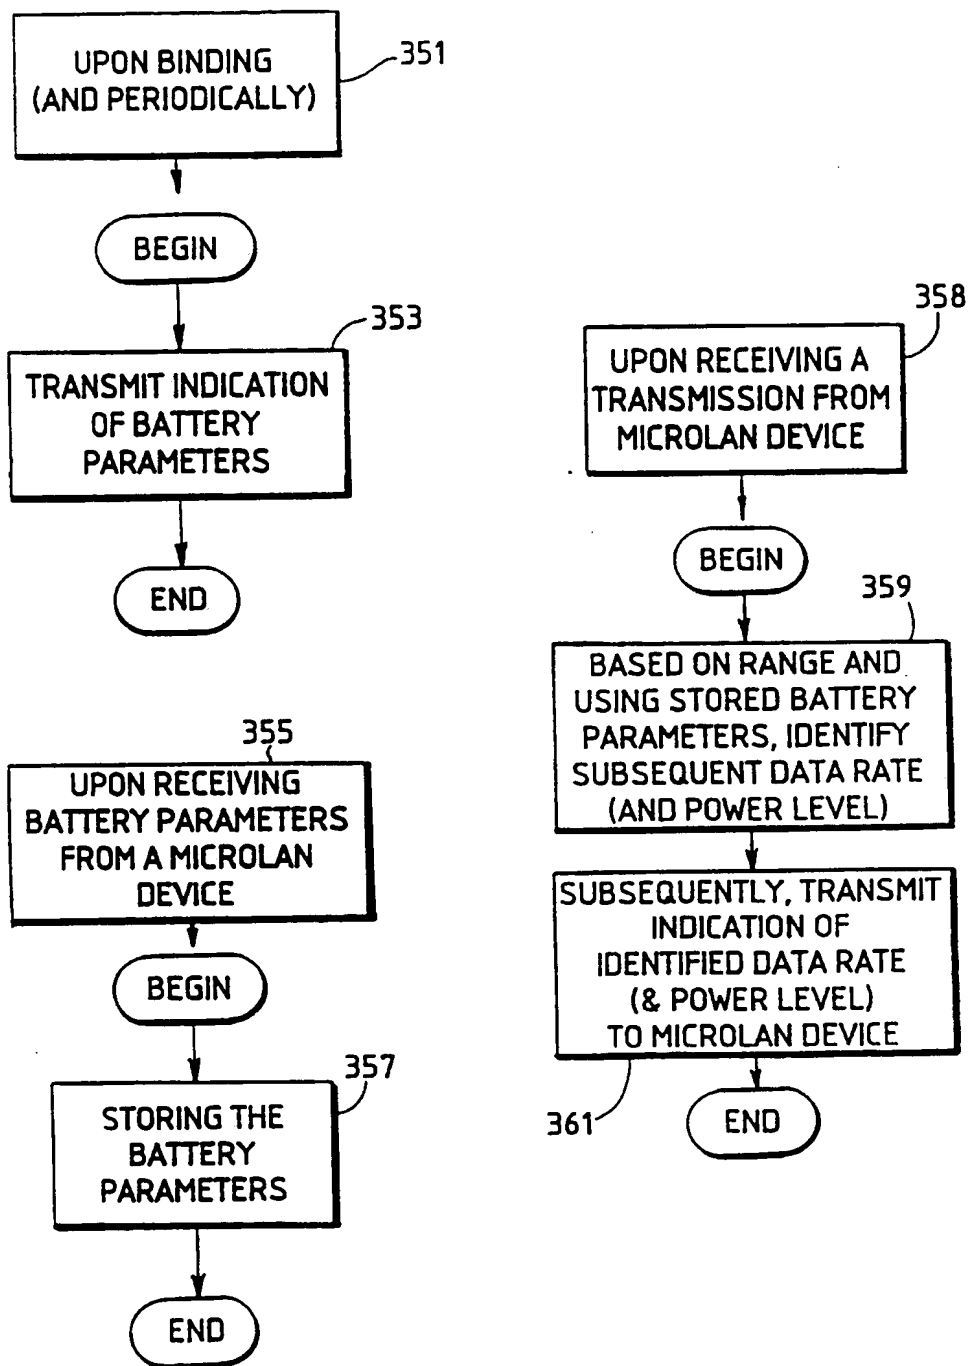 UPON BINDING
(AND PERIODICALLY)
351
BEGIN
353
TRANSMIT INDICATION
OF BATTERY
PARAMETERS
END
355
UPON RECEIVING
BATTERY PARAMETERS
FROM A MICROLAN
DEVICE
BEGIN
357
STORING THE
BATTERY
PARAMETERS
END
358
UPON RECEIVING A
TRANSMISSION FROM
MICROLAN DEVICE
BEGIN
359
BASED ON RANGE AND
USING STORED BATTERY
PARAMETERS, IDENTIFY
SUBSEQUENT DATA RATE
(AND POWER LEVEL)
SUBSEQUENTLY, TRANSMIT
INDICATION OF
IDENTIFIED DATA RATE
(& POWER LEVEL)
TO MICROLAN DEVICE
361
END